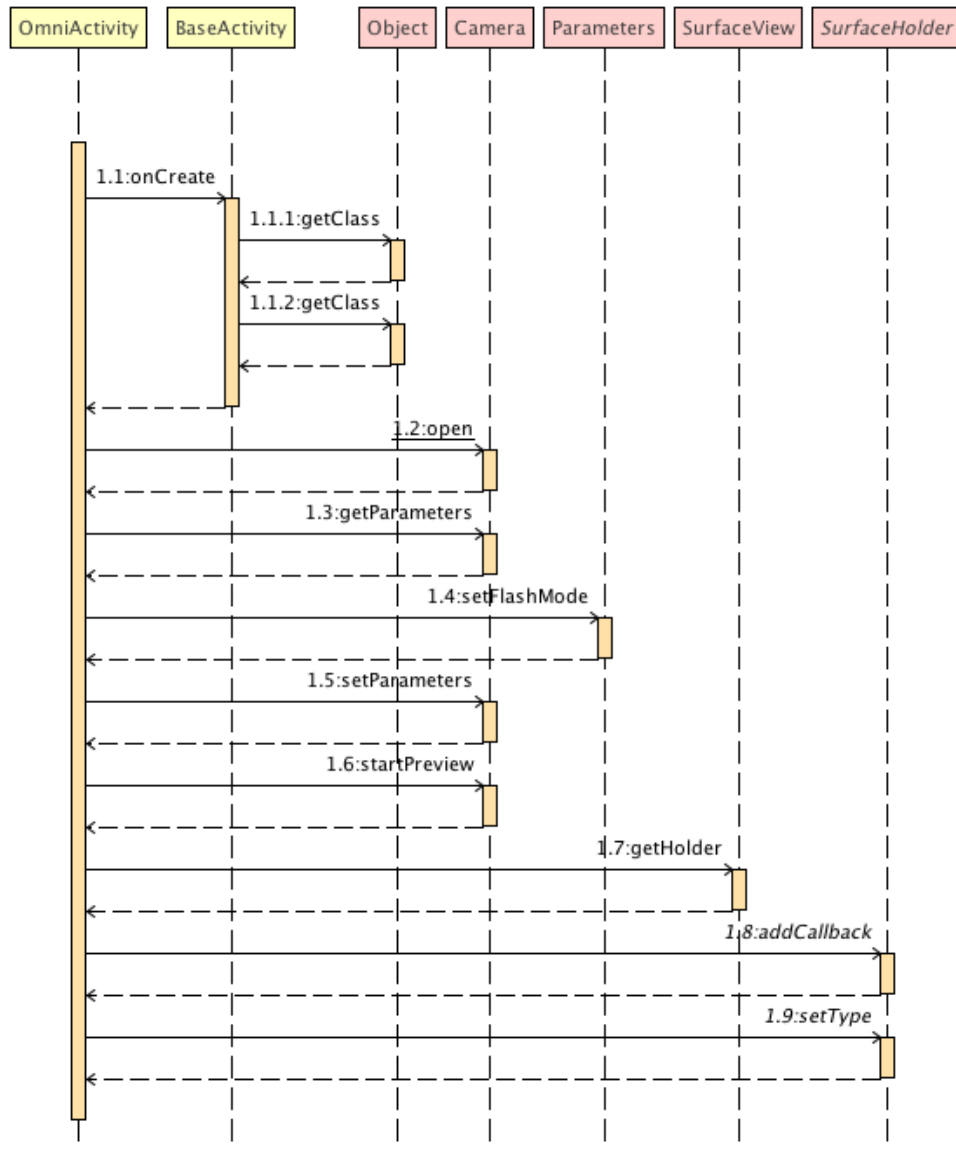 OmniActivity BaseActivity Object Camera Parameters SurfaceView SurfaceHolder
1.1:onCreate
1.1.1:getClass
1.1.2:getClass
1.2:open
1.3:getParameters
1.4:setFlashMode
1.5:setParameters
1.6:startPreview
1.7:getHolder
1.8:addCallback
1.9:setType